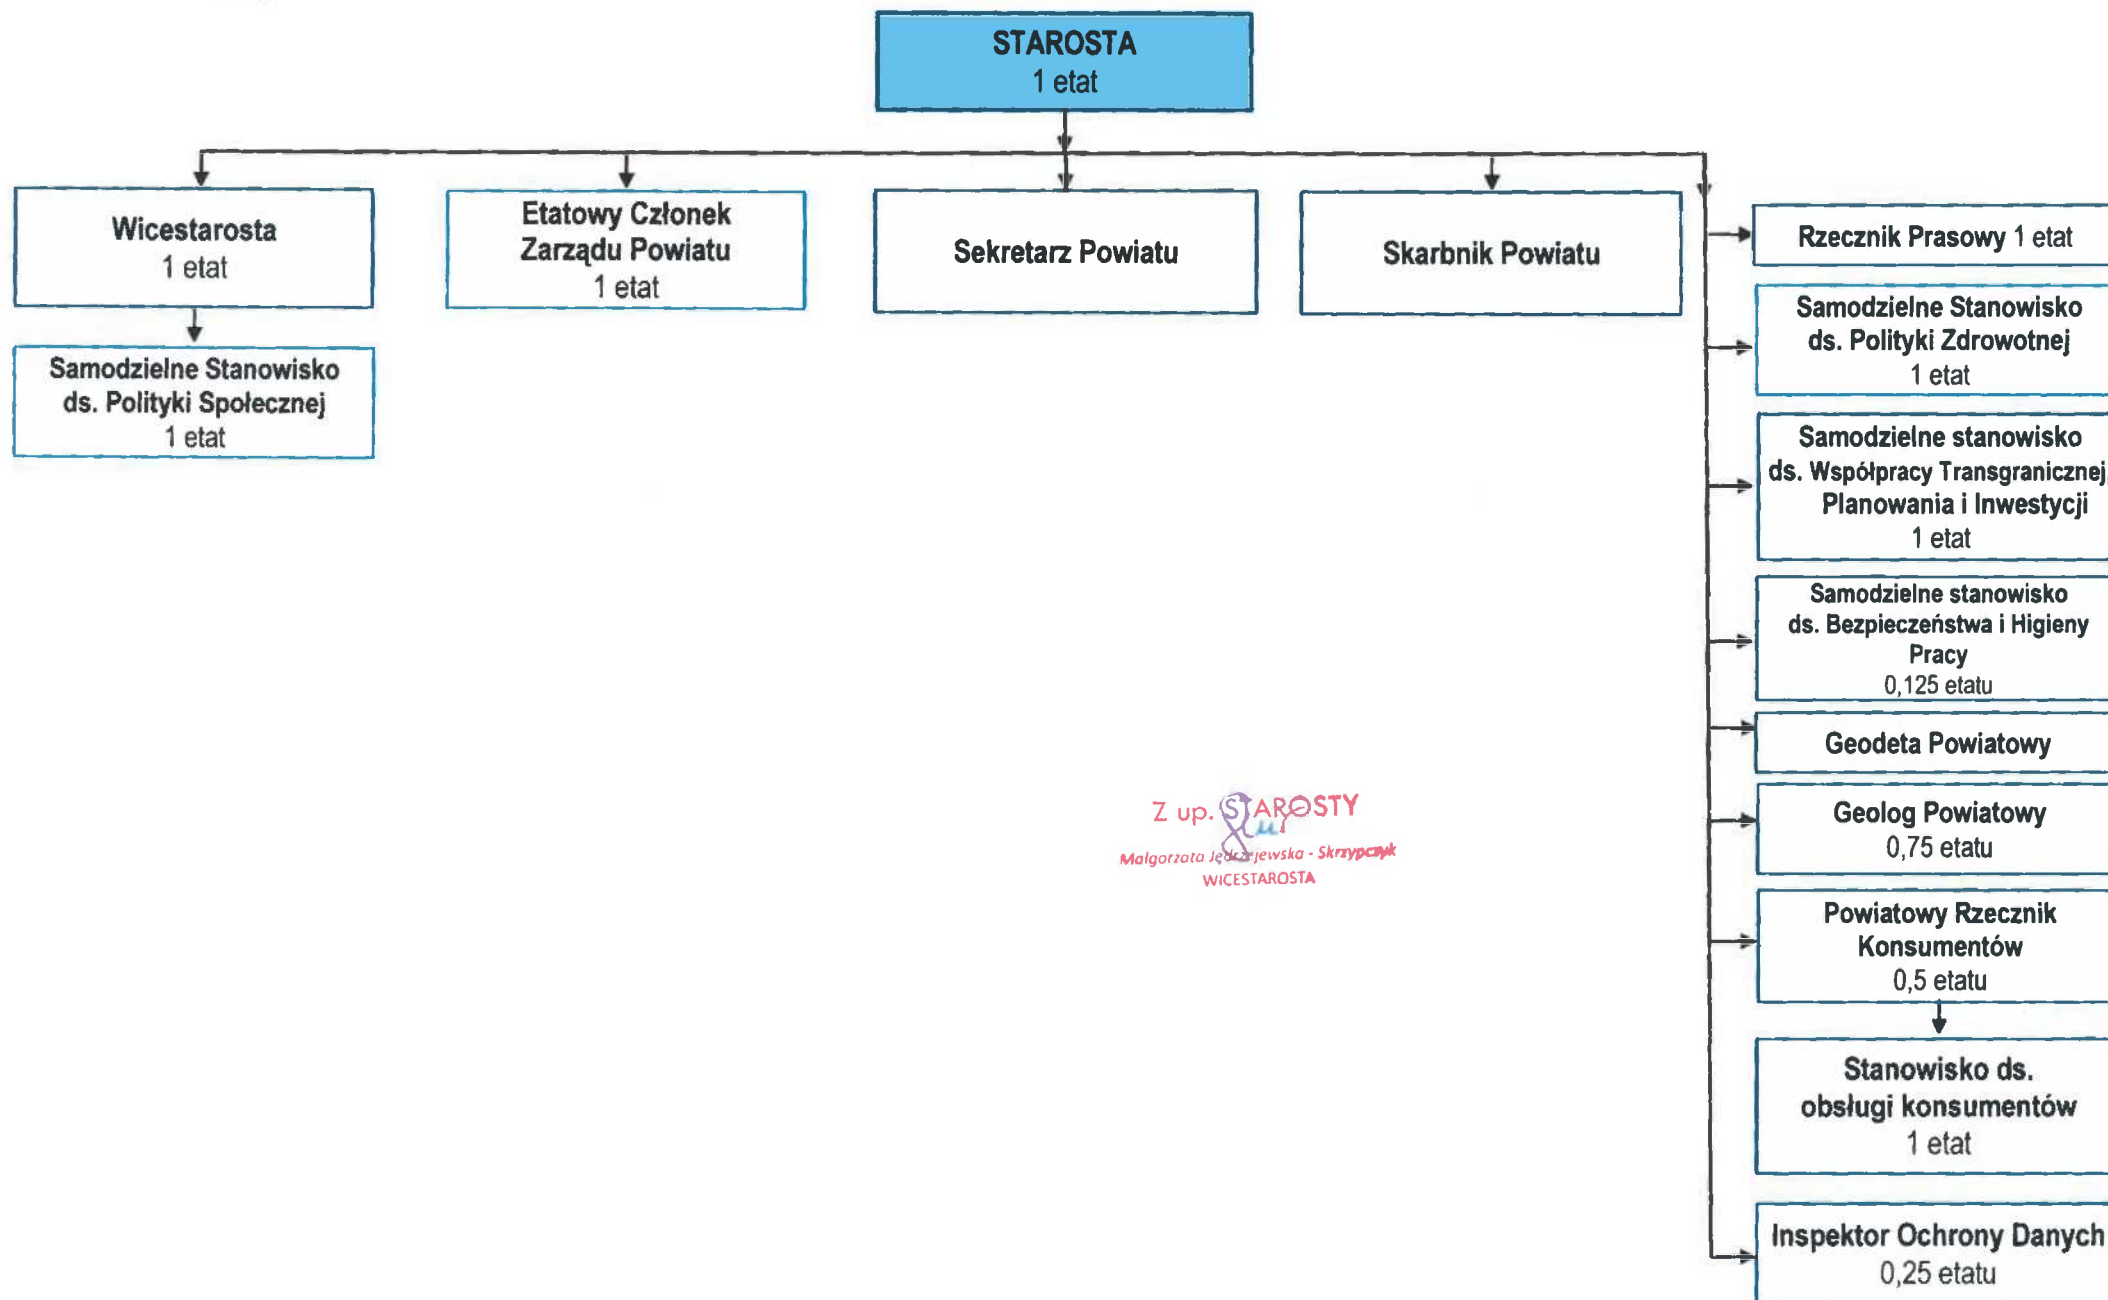 STAROSTA
1 etat
Wicestarosta
1 etat
Samodzielne Stanowisko
ds. Polityki Społecznej
1 etat
Etatowy Członek
Zarządu Powiatu
1 etat
Sekretarz Powiatu
Skarbnik Powiatu
Rzecznik Prasowy 1 etat
Samodzielne Stanowisko
ds. Polityki Zdrowotnej
1 etat
Samodzielne stanowisko
ds. Współpracy Transgranicznej,
Planowania i Inwestycji
1 etat
Samodzielne stanowisko
ds. Bezpieczeństwa i Higieny
Pracy
0,125 etatu
Geodeta Powiatowy
Geolog Powiatowy
0,75 etatu
Powiatowy Rzecznik
Konsumentów
0,5 etatu
Stanowisko ds.
obsługi konsumentów
1 etat
Inspektor Ochrony Danych
0,25 etatu
Z up. STAROSTY
Małgorzata Jędrzejewska - Skrzypczyk
WICESTAROSTA